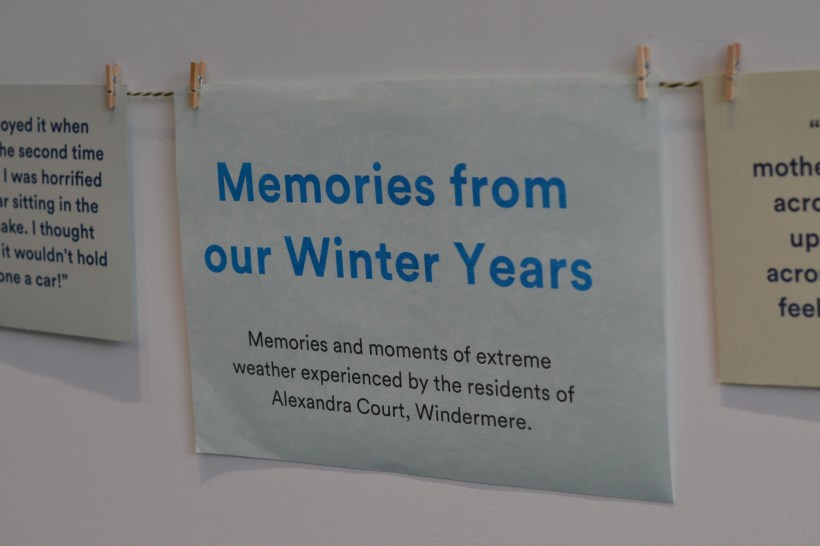 oyed it when
he second time
I was horrified
ar sitting in the
ake. I thought
it wouldn't hold
one a car!"
Memories from
our Winter Years
Memories and moments of extreme
weather experienced by the residents of
Alexandra Court, Windermere.
"
mothe
acro
up
acros
feel